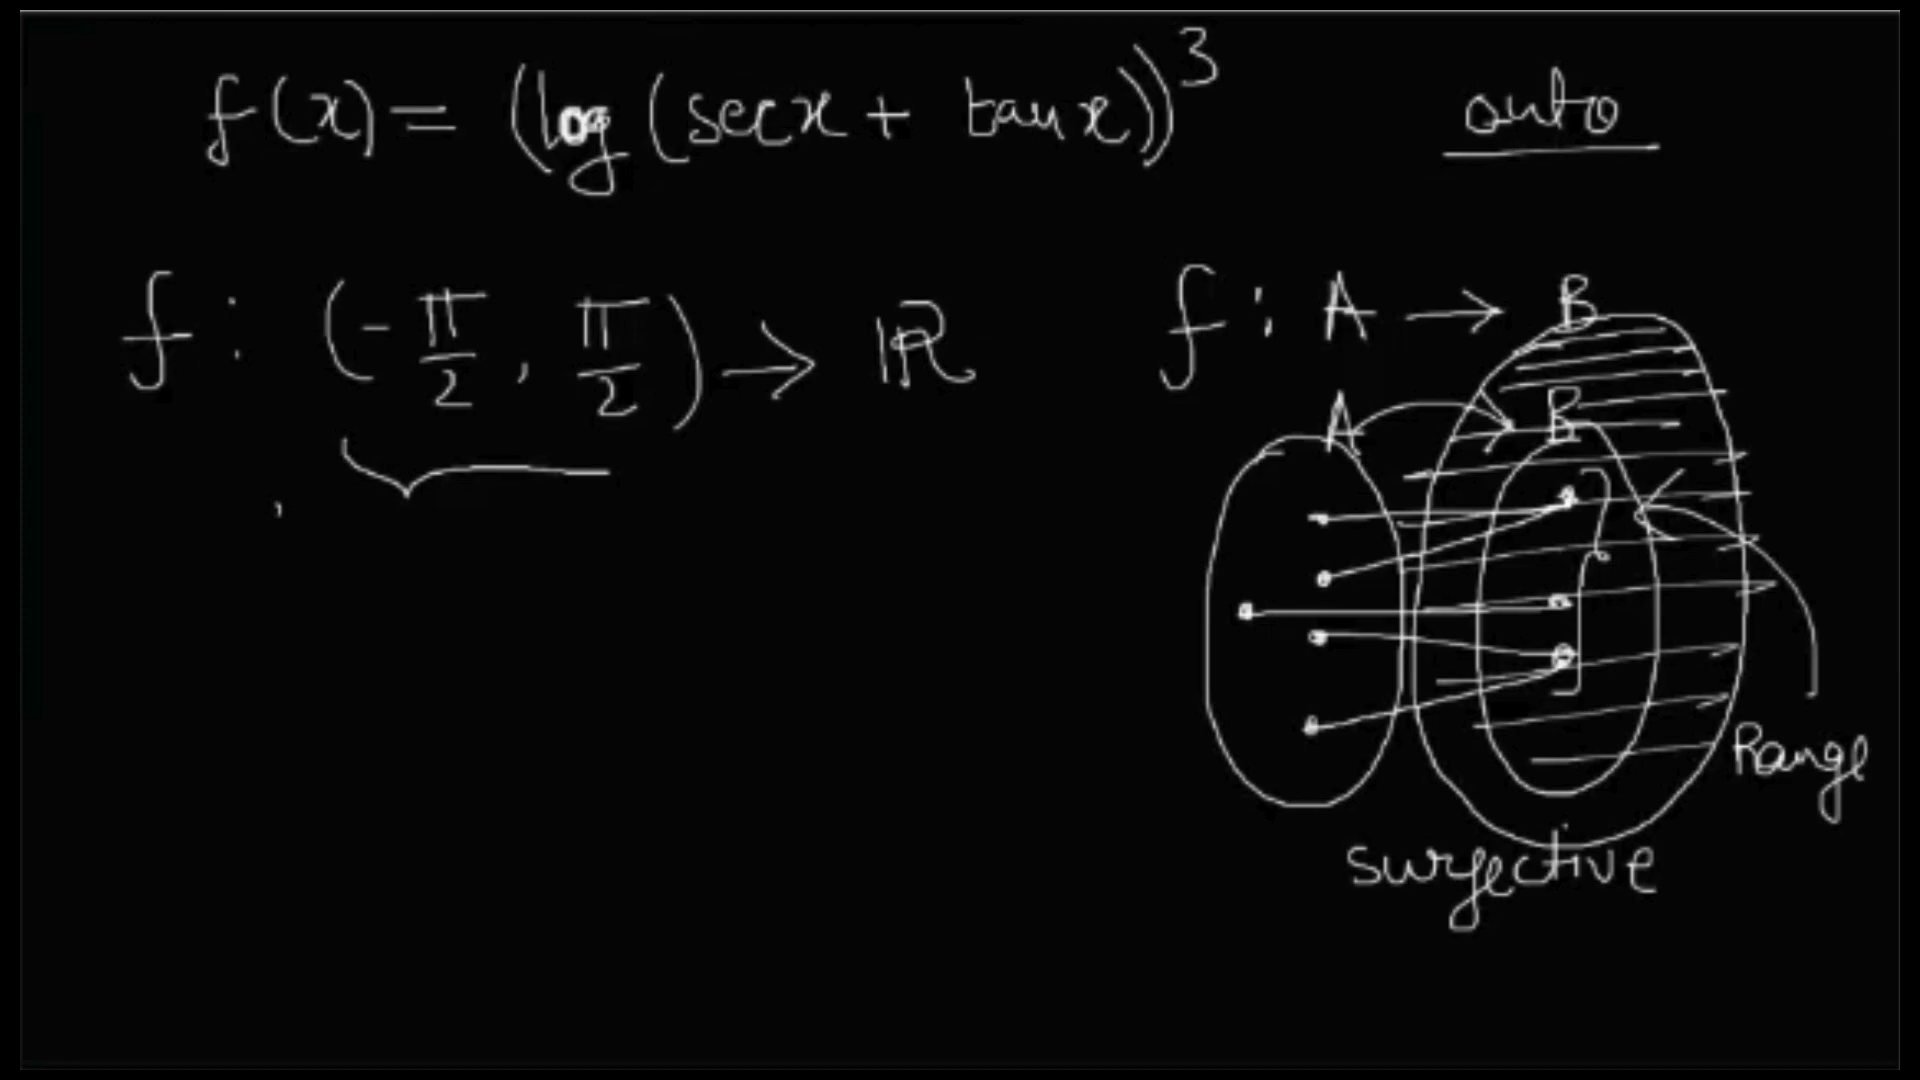 f(x) = (log (secx + tanx))³
onto
f : (-π/2, π/2) → ℝ
f : A → B
A B
Range
surjective